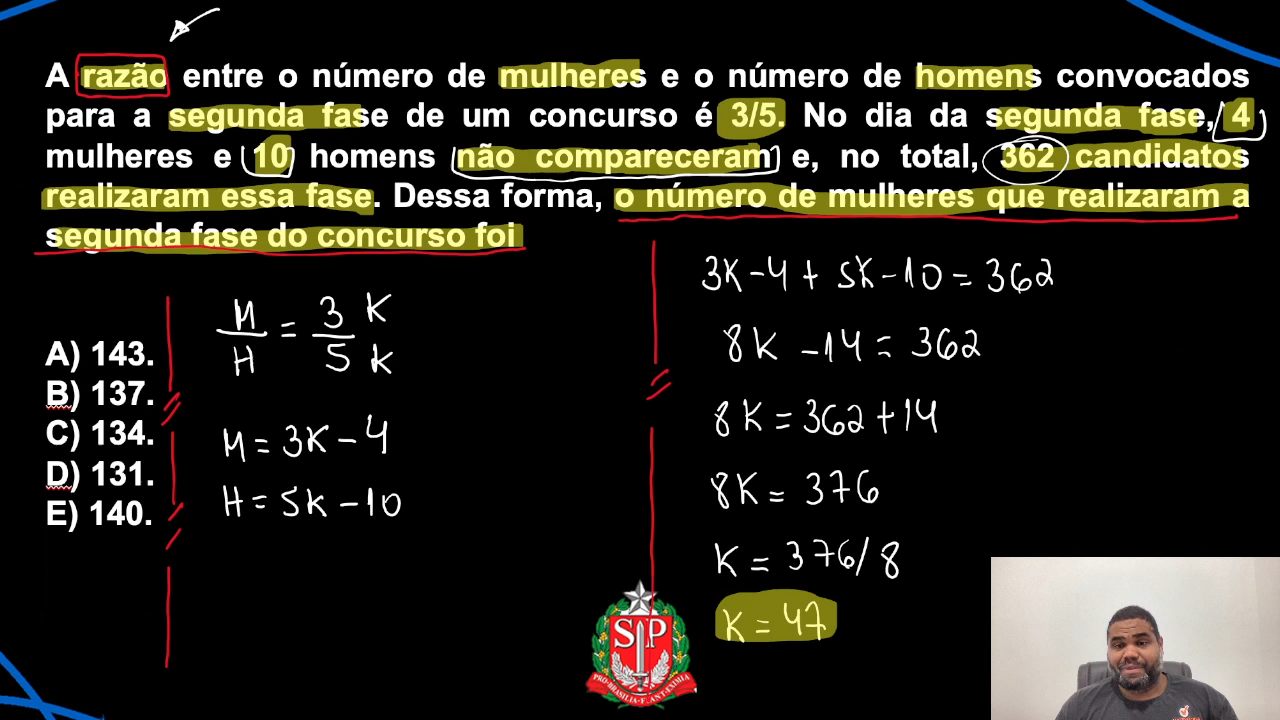 A razão entre o número de mulheres e o número de homens convocados
para a segunda fase de um concurso é 3/5. No dia da segunda fase, 4
mulheres e 10 homens não compareceram e, no total, 362 candidatos
realizaram essa fase. Dessa forma, o número de mulheres que realizaram a
segunda fase do concurso foi
A) 143.
B) 137.
C) 134.
D) 131.
E) 140.
M/H = 3K/5K
M = 3K - 4
H = 5K - 10
3K - 4 + 5K - 10 = 362
8K - 14 = 362
8K = 362 + 14
8K = 376
K = 376/8
K = 47
SP